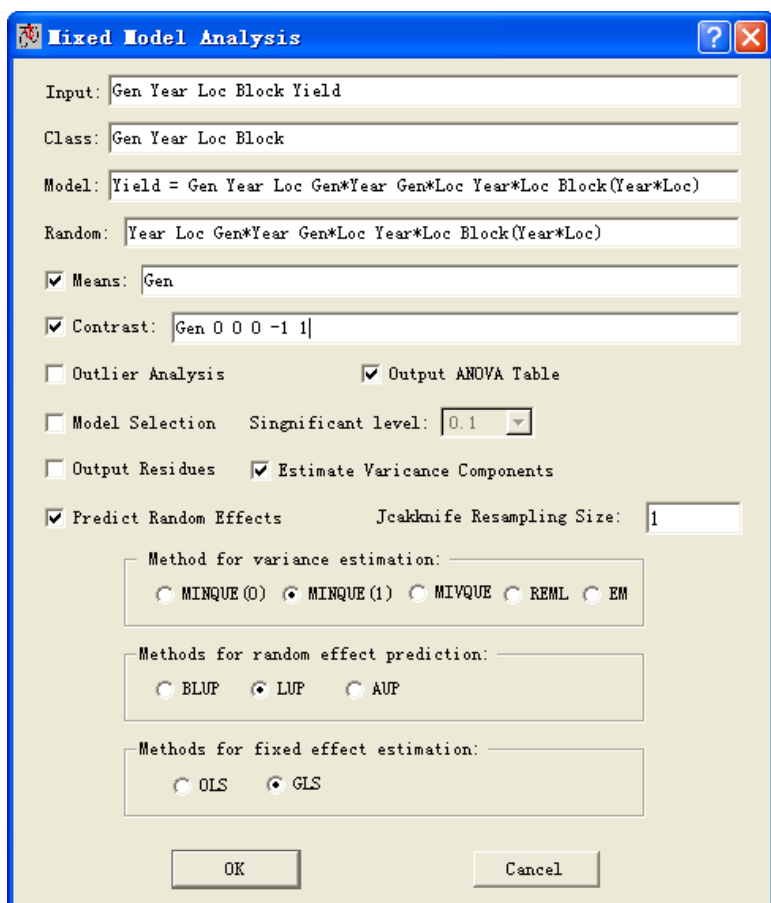 Mixed Model Analysis
Input: Gen Year Loc Block Yield
Class: Gen Year Loc Block
Model: Yield = Gen Year Loc Gen*Year Gen*Loc Year*Loc Block(Year*Loc)
Random: Year Loc Gen*Year Gen*Loc Year*Loc Block(Year*Loc)
Means: Gen
Contrast: Gen 0 0 0 -1 1
Outlier Analysis Output ANOVA Table
Model Selection Singnificant level: 0.1
Output Residues Estimate Varicance Components
Predict Random Effects Jcakknife Resampling Size: 1
Method for variance estimation:
MINQUE(0) MINQUE(1) MIVQUE REML EM
Methods for random effect prediction:
BLUP LUP AUP
Methods for fixed effect estimation:
OLS GLS
OK Cancel